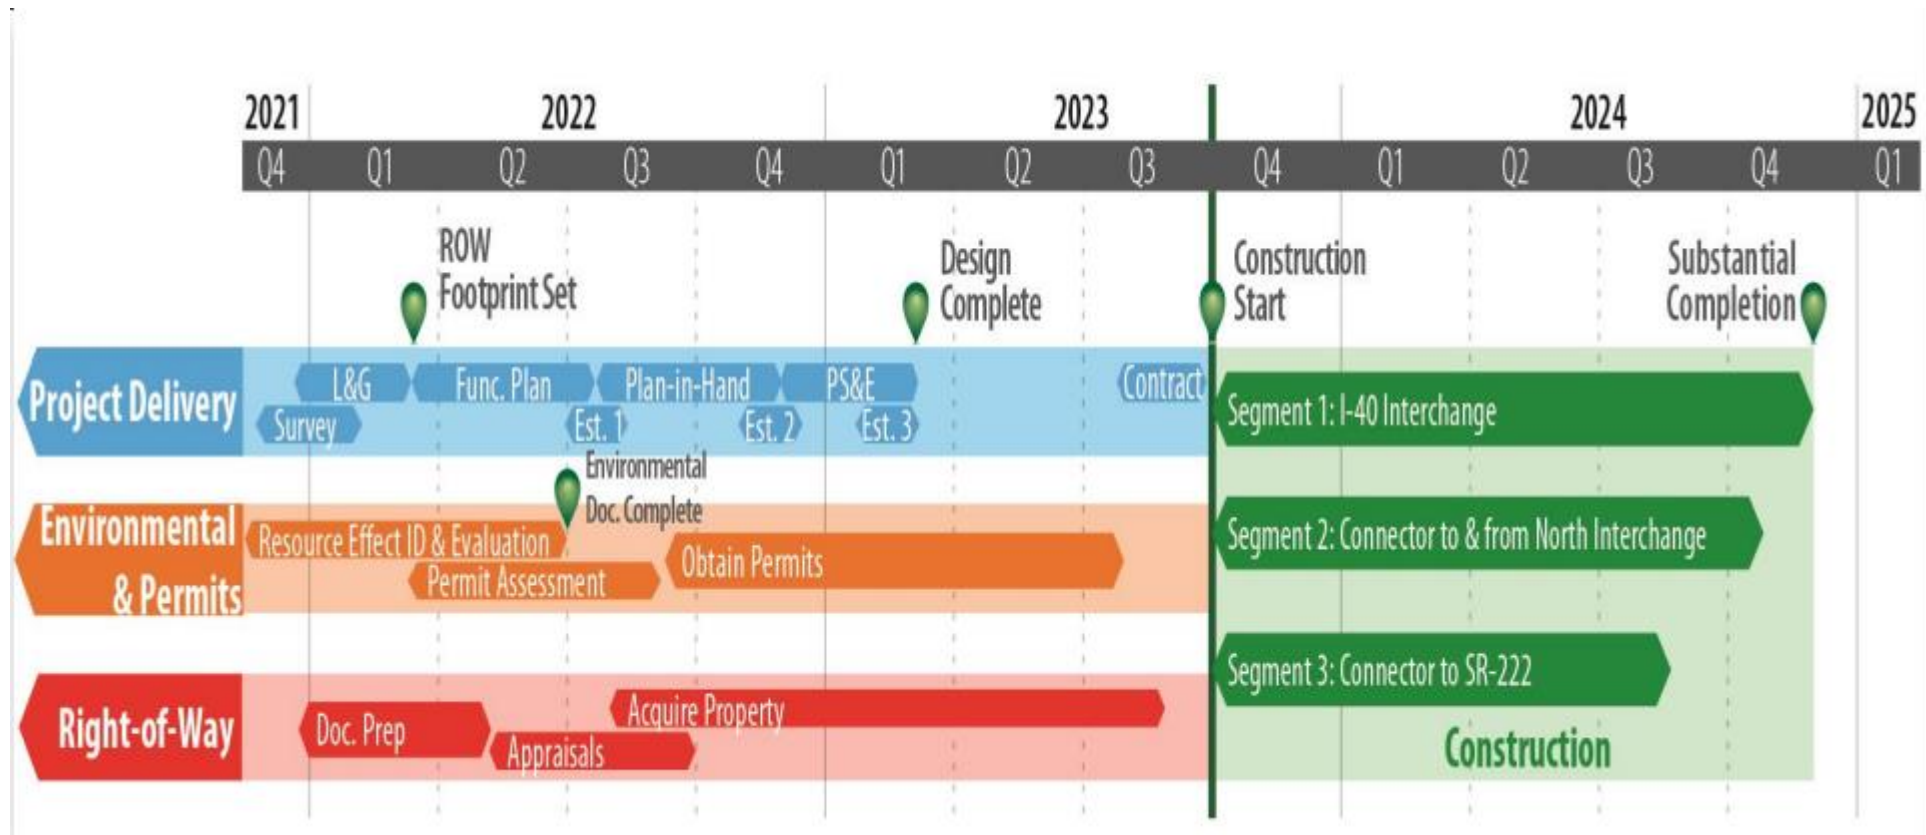 2021 2022 2023 2024 2025
Q4 Q1 Q2 Q3 Q4 Q1 Q2 Q3 Q4 Q1 Q2 Q3 Q4 Q1
ROW
Footprint Set
Design
Complete
Construction
Start
Substantial
Completion
Project Delivery
L&G Func. Plan Plan-in-Hand PS&E Contract
Survey Est. 1 Est. 2 Est. 3
Segment 1: I-40 Interchange
Environmental
Doc. Complete
Environmental
& Permits
Resource Effect ID & Evaluation
Permit Assessment
Obtain Permits
Segment 2: Connector to & from North Interchange
Right-of-Way
Doc. Prep
Appraisals
Acquire Property
Segment 3: Connector to SR-222
Construction